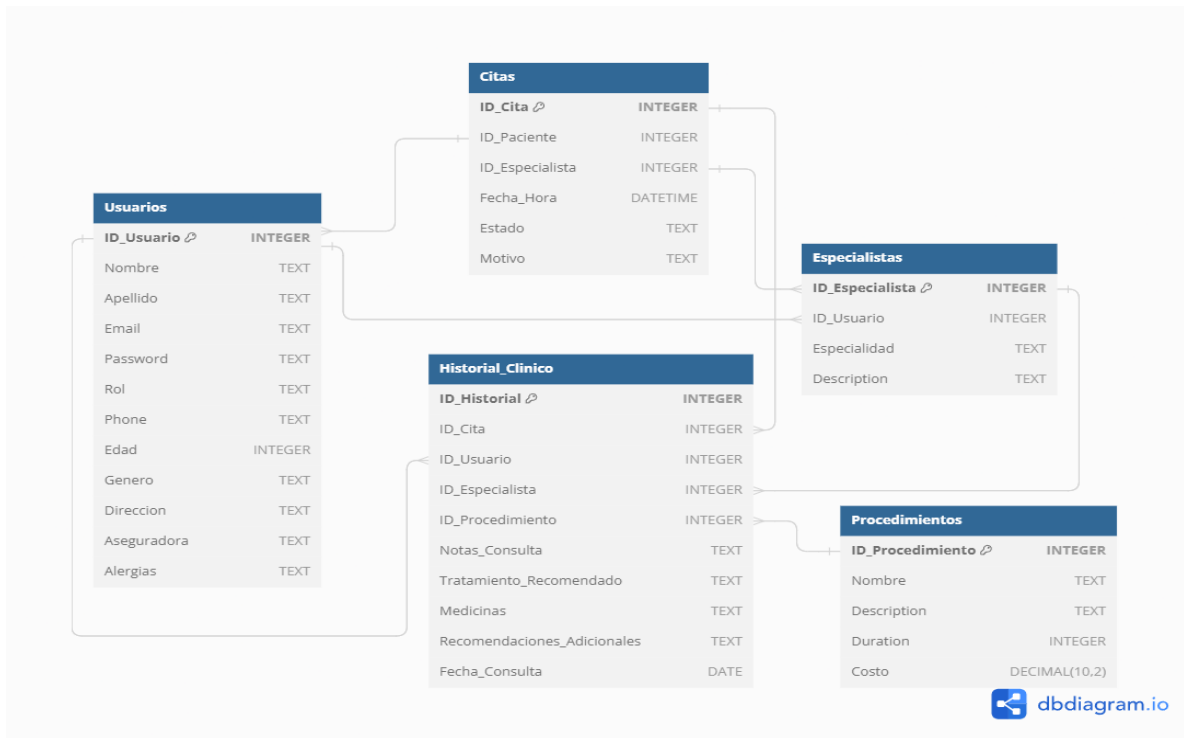 Citas
ID_Cita INTEGER
ID_Paciente INTEGER
ID_Especialista INTEGER
Fecha_Hora DATETIME
Estado TEXT
Motivo TEXT
Usuarios
ID_Usuario INTEGER
Nombre TEXT
Apellido TEXT
Email TEXT
Password TEXT
Rol TEXT
Phone TEXT
Edad INTEGER
Genero TEXT
Direccion TEXT
Aseguradora TEXT
Alergias TEXT
Especialistas
ID_Especialista INTEGER
ID_Usuario INTEGER
Especialidad TEXT
Description TEXT
Historial_Clinico
ID_Historial INTEGER
ID_Cita INTEGER
ID_Usuario INTEGER
ID_Especialista INTEGER
ID_Procedimiento INTEGER
Notas_Consulta TEXT
Tratamiento_Recomendado TEXT
Medicinas TEXT
Recomendaciones_Adicionales TEXT
Fecha_Consulta DATE
Procedimientos
ID_Procedimiento INTEGER
Nombre TEXT
Description TEXT
Duration INTEGER
Costo DECIMAL(10,2)
dbdiagram.io